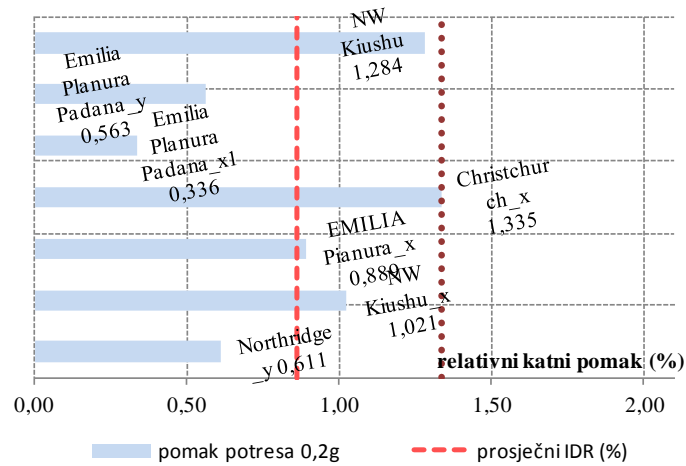 NW
Kiushu
1,284
Emilia
Planura
Padana_y
0,563
Emilia
Planura
Padana_x1
0,336
Christchur
ch_x
1,335
EMILIA
Pianura_x
0,889
NW
Kiushu_x
1,021
Northridge
_y 0,611
relativni katni pomak (%)
0,00 0,50 1,00 1,50 2,00
pomak potresa 0,2g prosječni IDR (%)